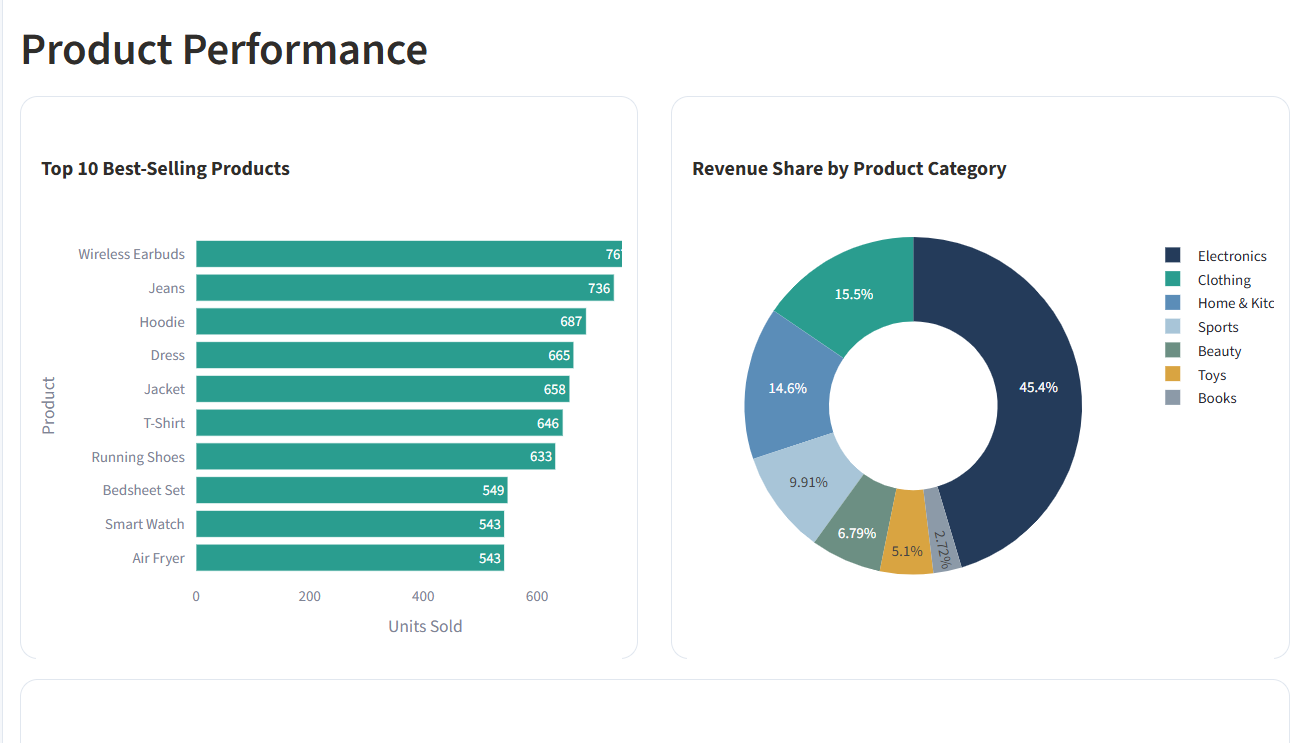 Product Performance
Top 10 Best-Selling Products
Product
Wireless Earbuds 76
Jeans 736
Hoodie 687
Dress 665
Jacket 658
T-Shirt 646
Running Shoes 633
Bedsheet Set 549
Smart Watch 543
Air Fryer 543
0 200 400 600
Units Sold
Revenue Share by Product Category
45.4%
15.5%
14.6%
9.91%
6.79%
5.1%
2.72%
Electronics
Clothing
Home & Kitc
Sports
Beauty
Toys
Books